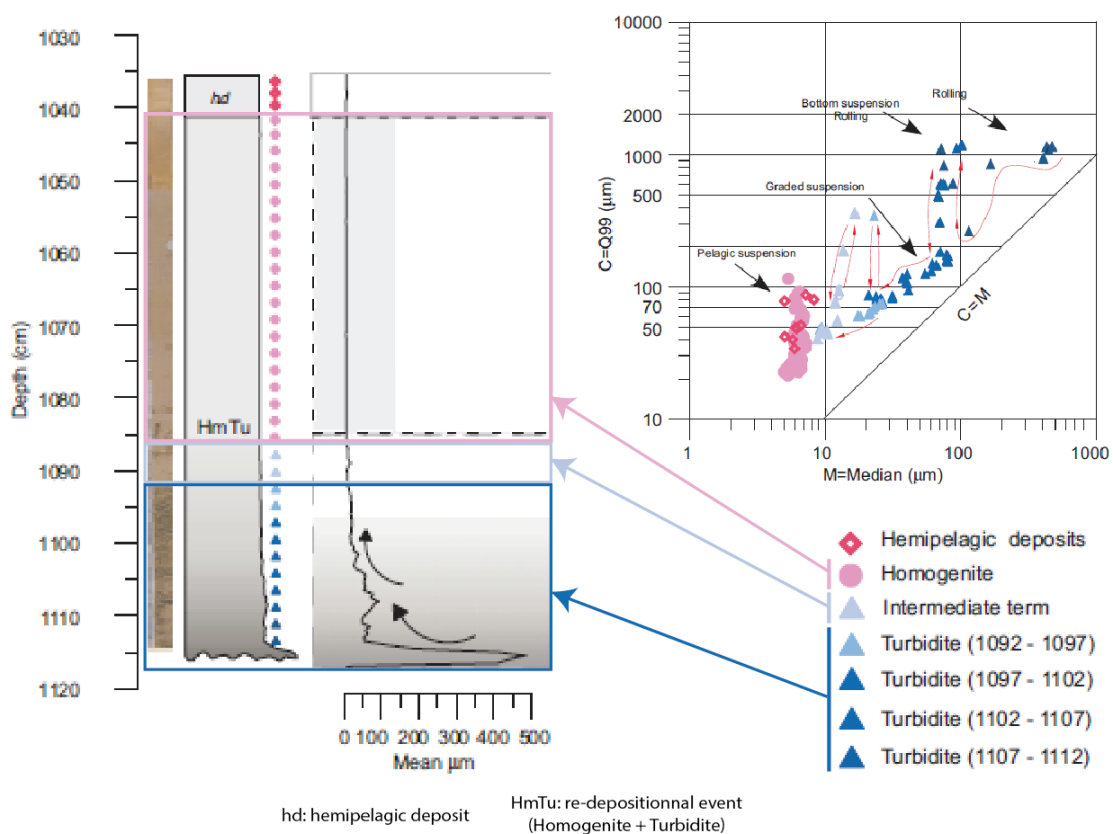 1030
1040
1050
1060
1070
1080
1090
1100
1110
1120
Depth (cm)
hd
HmTu
0 100 200 300 400 500
Mean µm
10000
2000
1000
500
100
70
50
10
C=Q99 (µm)
Rolling
Bottom suspension
Rolling
Graded suspension
Pelagic suspension
C=M
1 10 100 1000
M=Median (µm)
Hemipelagic deposits
Homogenite
Intermediate term
Turbidite (1092 - 1097)
Turbidite (1097 - 1102)
Turbidite (1102 - 1107)
Turbidite (1107 - 1112)
hd: hemipelagic deposit
HmTu: re-depositionnal event
(Homogenite + Turbidite)